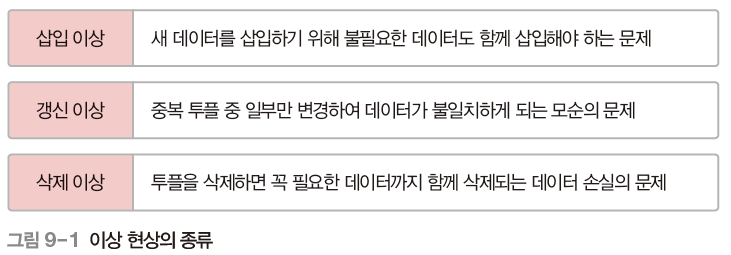 삽입 이상 새 데이터를 삽입하기 위해 불필요한 데이터도 함께 삽입해야 하는 문제
갱신 이상 중복 투플 중 일부만 변경하여 데이터가 불일치하게 되는 모순의 문제
삭제 이상 투플을 삭제하면 꼭 필요한 데이터까지 함께 삭제되는 데이터 손실의 문제
그림 9-1 이상 현상의 종류